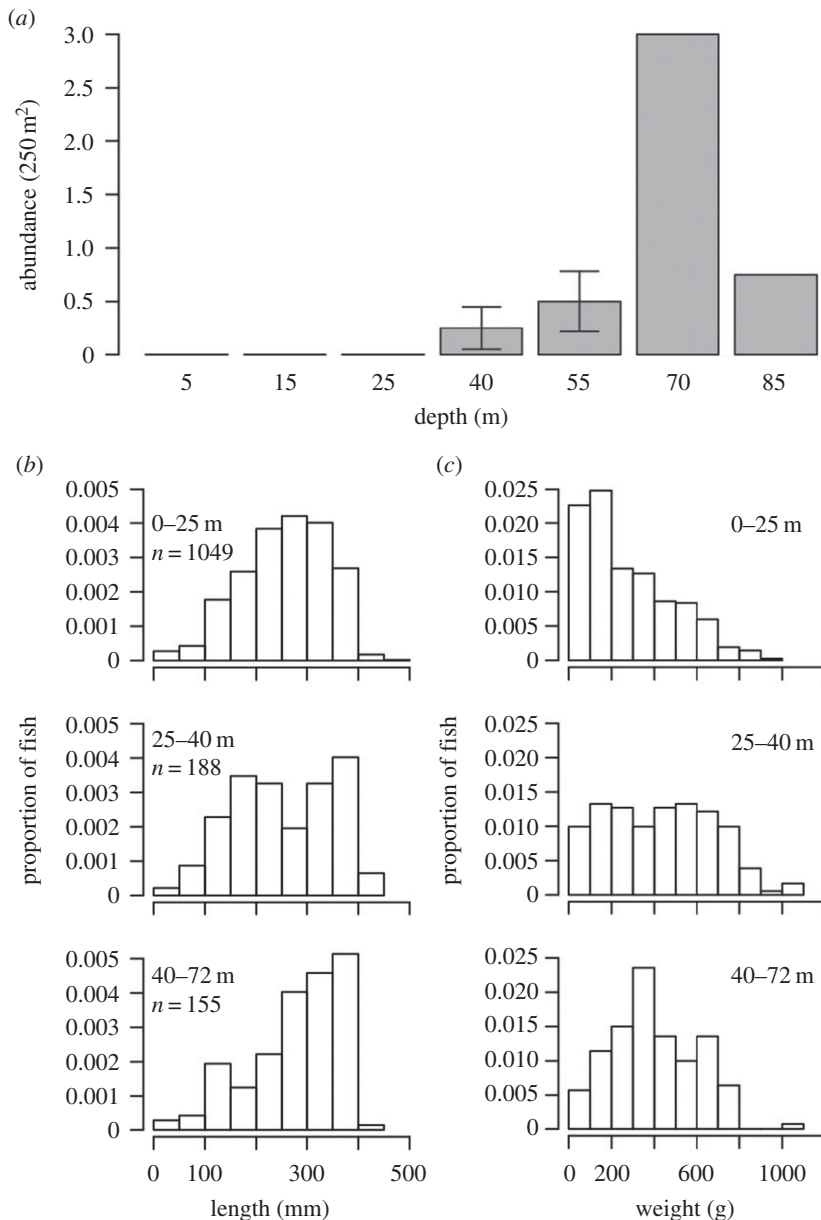 (a)
3.0
2.5
2.0
1.5
1.0
0.5
0
abundance (250 m²)
5 15 25 40 55 70 85
depth (m)
(b)
0.005
0.004
0.003
0.002
0.001
0
0–25 m
n = 1049
(c)
0.025
0.020
0.015
0.010
0.005
0
0–25 m
proportion of fish
0.005
0.004
0.003
0.002
0.001
0
25–40 m
n = 188
proportion of fish
0.025
0.020
0.015
0.010
0.005
0
25–40 m
0.005
0.004
0.003
0.002
0.001
0
40–72 m
n = 155
0 100 300 500
length (mm)
0.025
0.020
0.015
0.010
0.005
0
40–72 m
0 200 600 1000
weight (g)